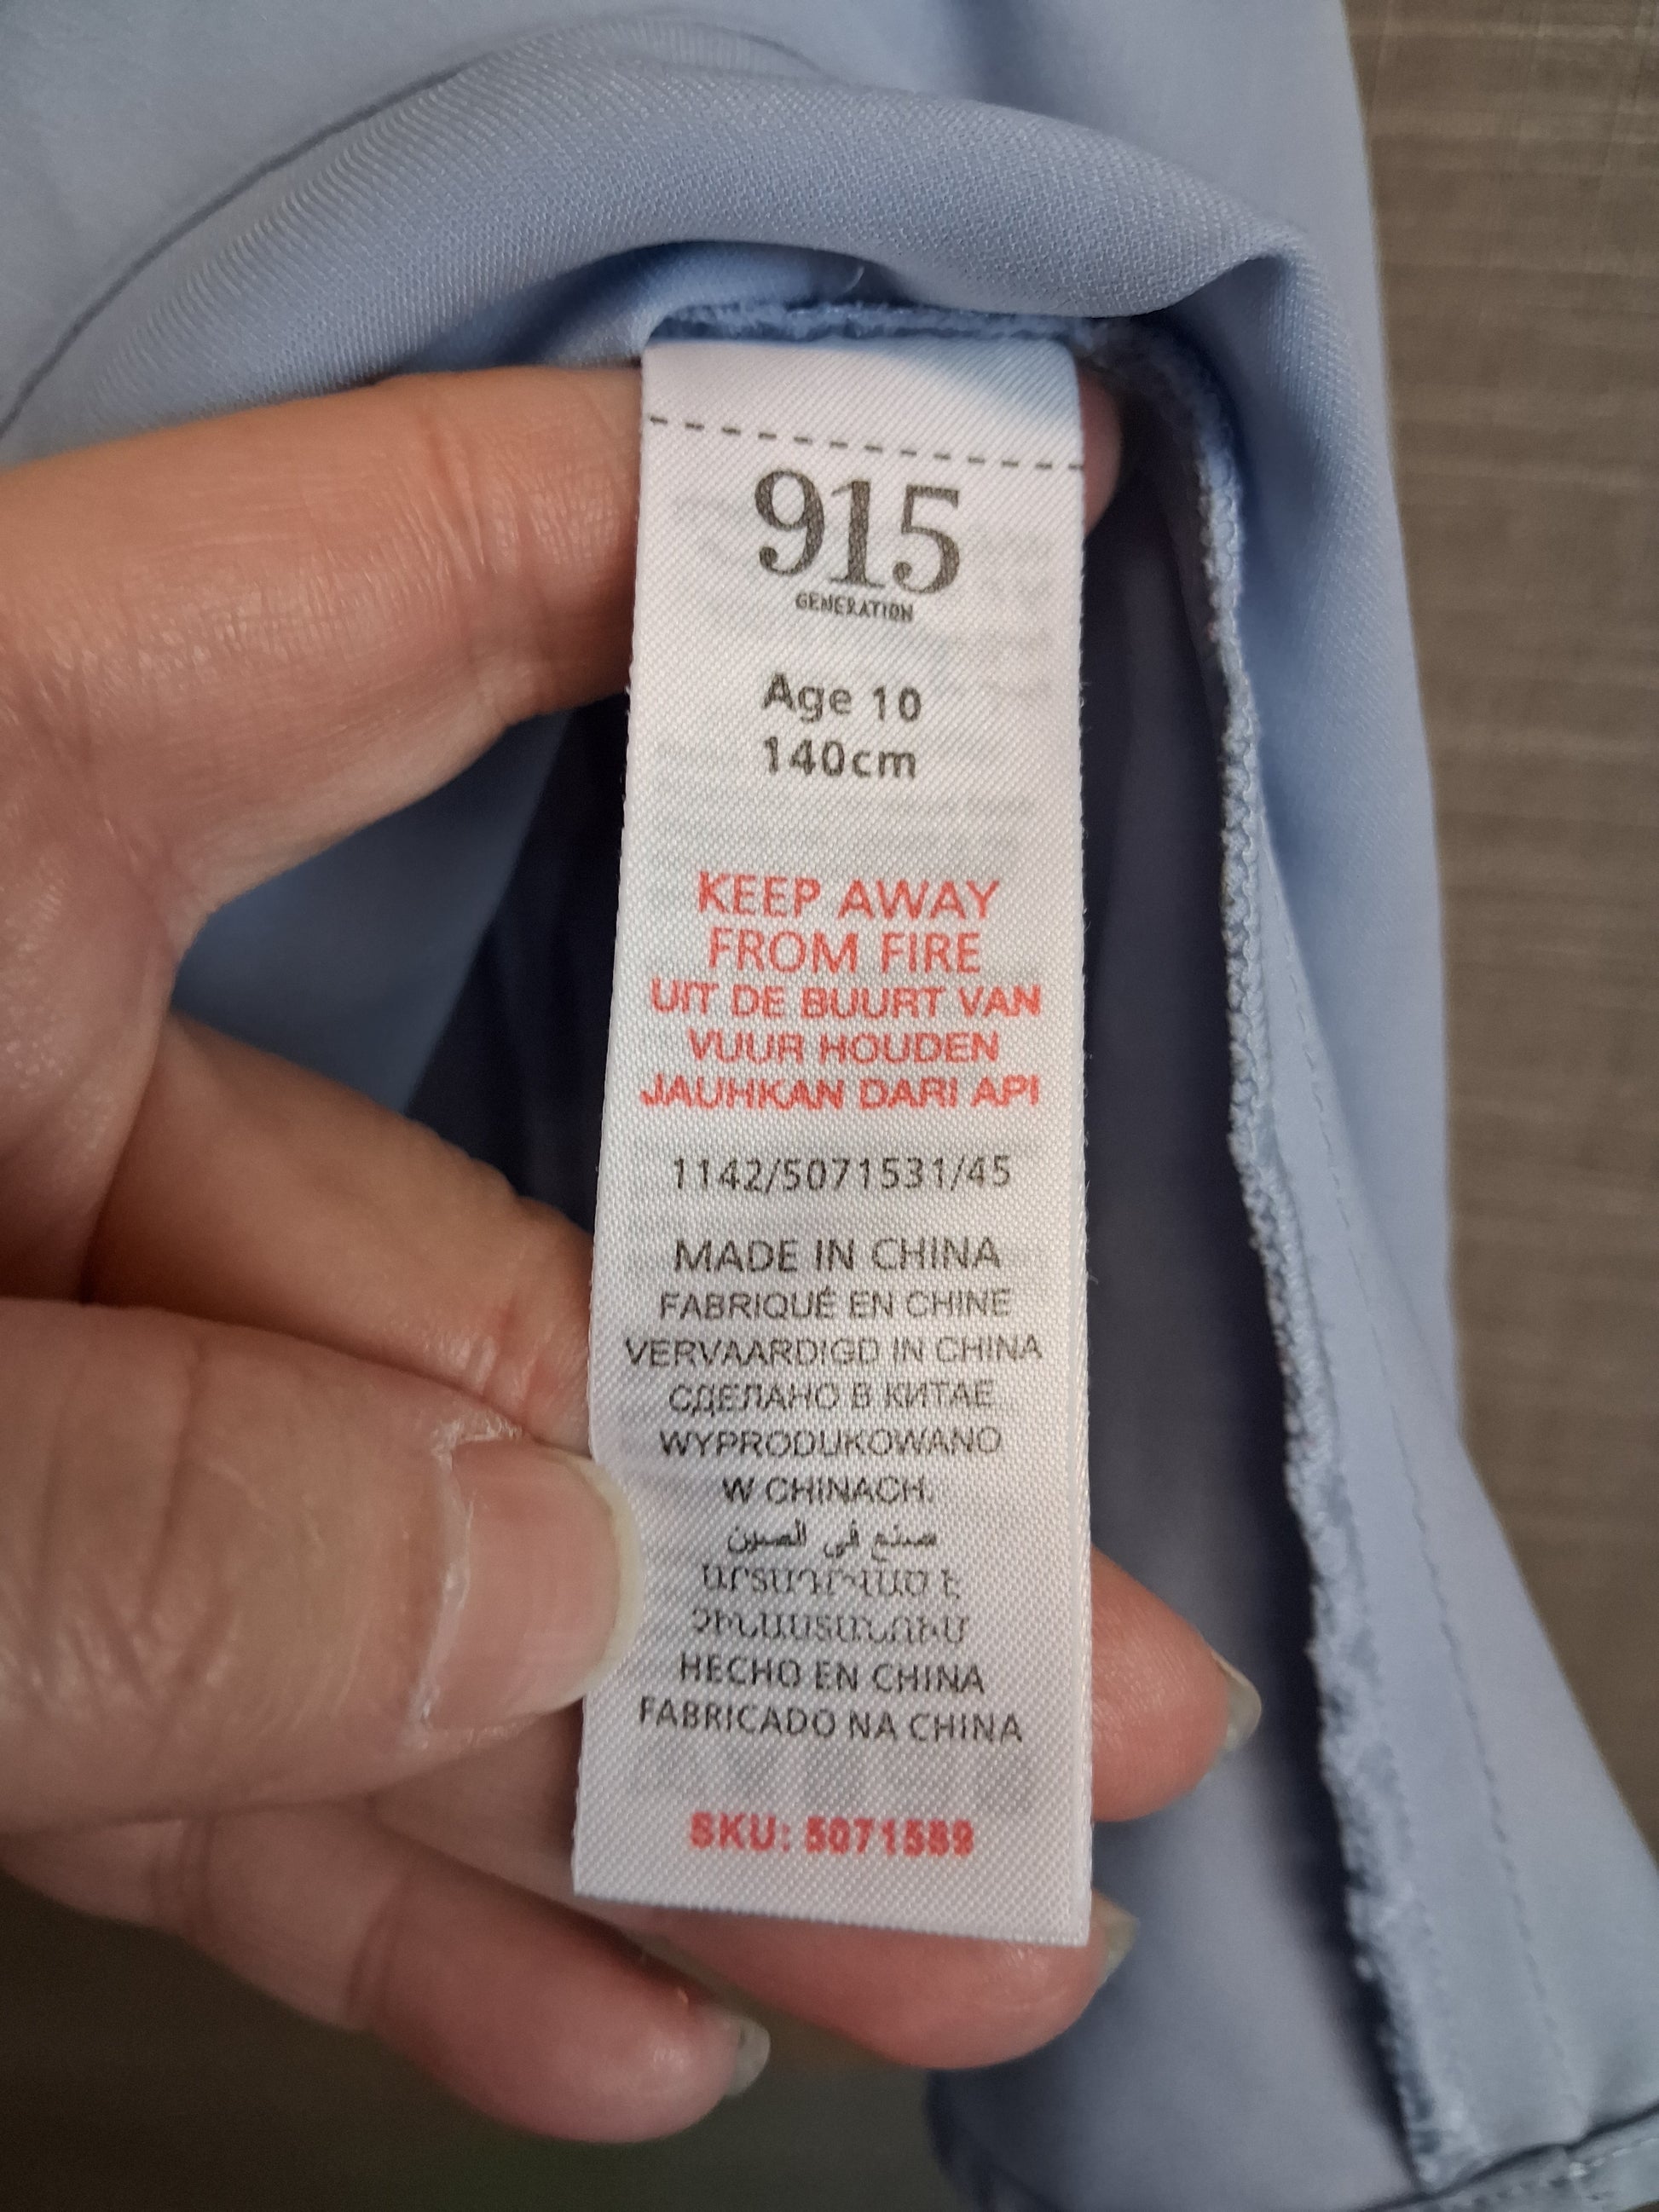 915
GENERATION
Age 10
140cm
KEEP AWAY
FROM FIRE
UIT DE BUURT VAN
VUUR HOUDEN
JAUHKAN DARI API
1142/5071531/45
MADE IN CHINA
FABRIQUÉ EN CHINE
VERVAARDIGD IN CHINA
СДЕЛАНО В КИТАЕ
WYPRODUKOWANO
W CHINACH.
صنع في الصين
ԱՐՏԱԴՐՎԱԾ Է
ՉԻՆԱՍՏԱՆՈՒՄ
HECHO EN CHINA
FABRICADO NA CHINA
SKU: 5071589